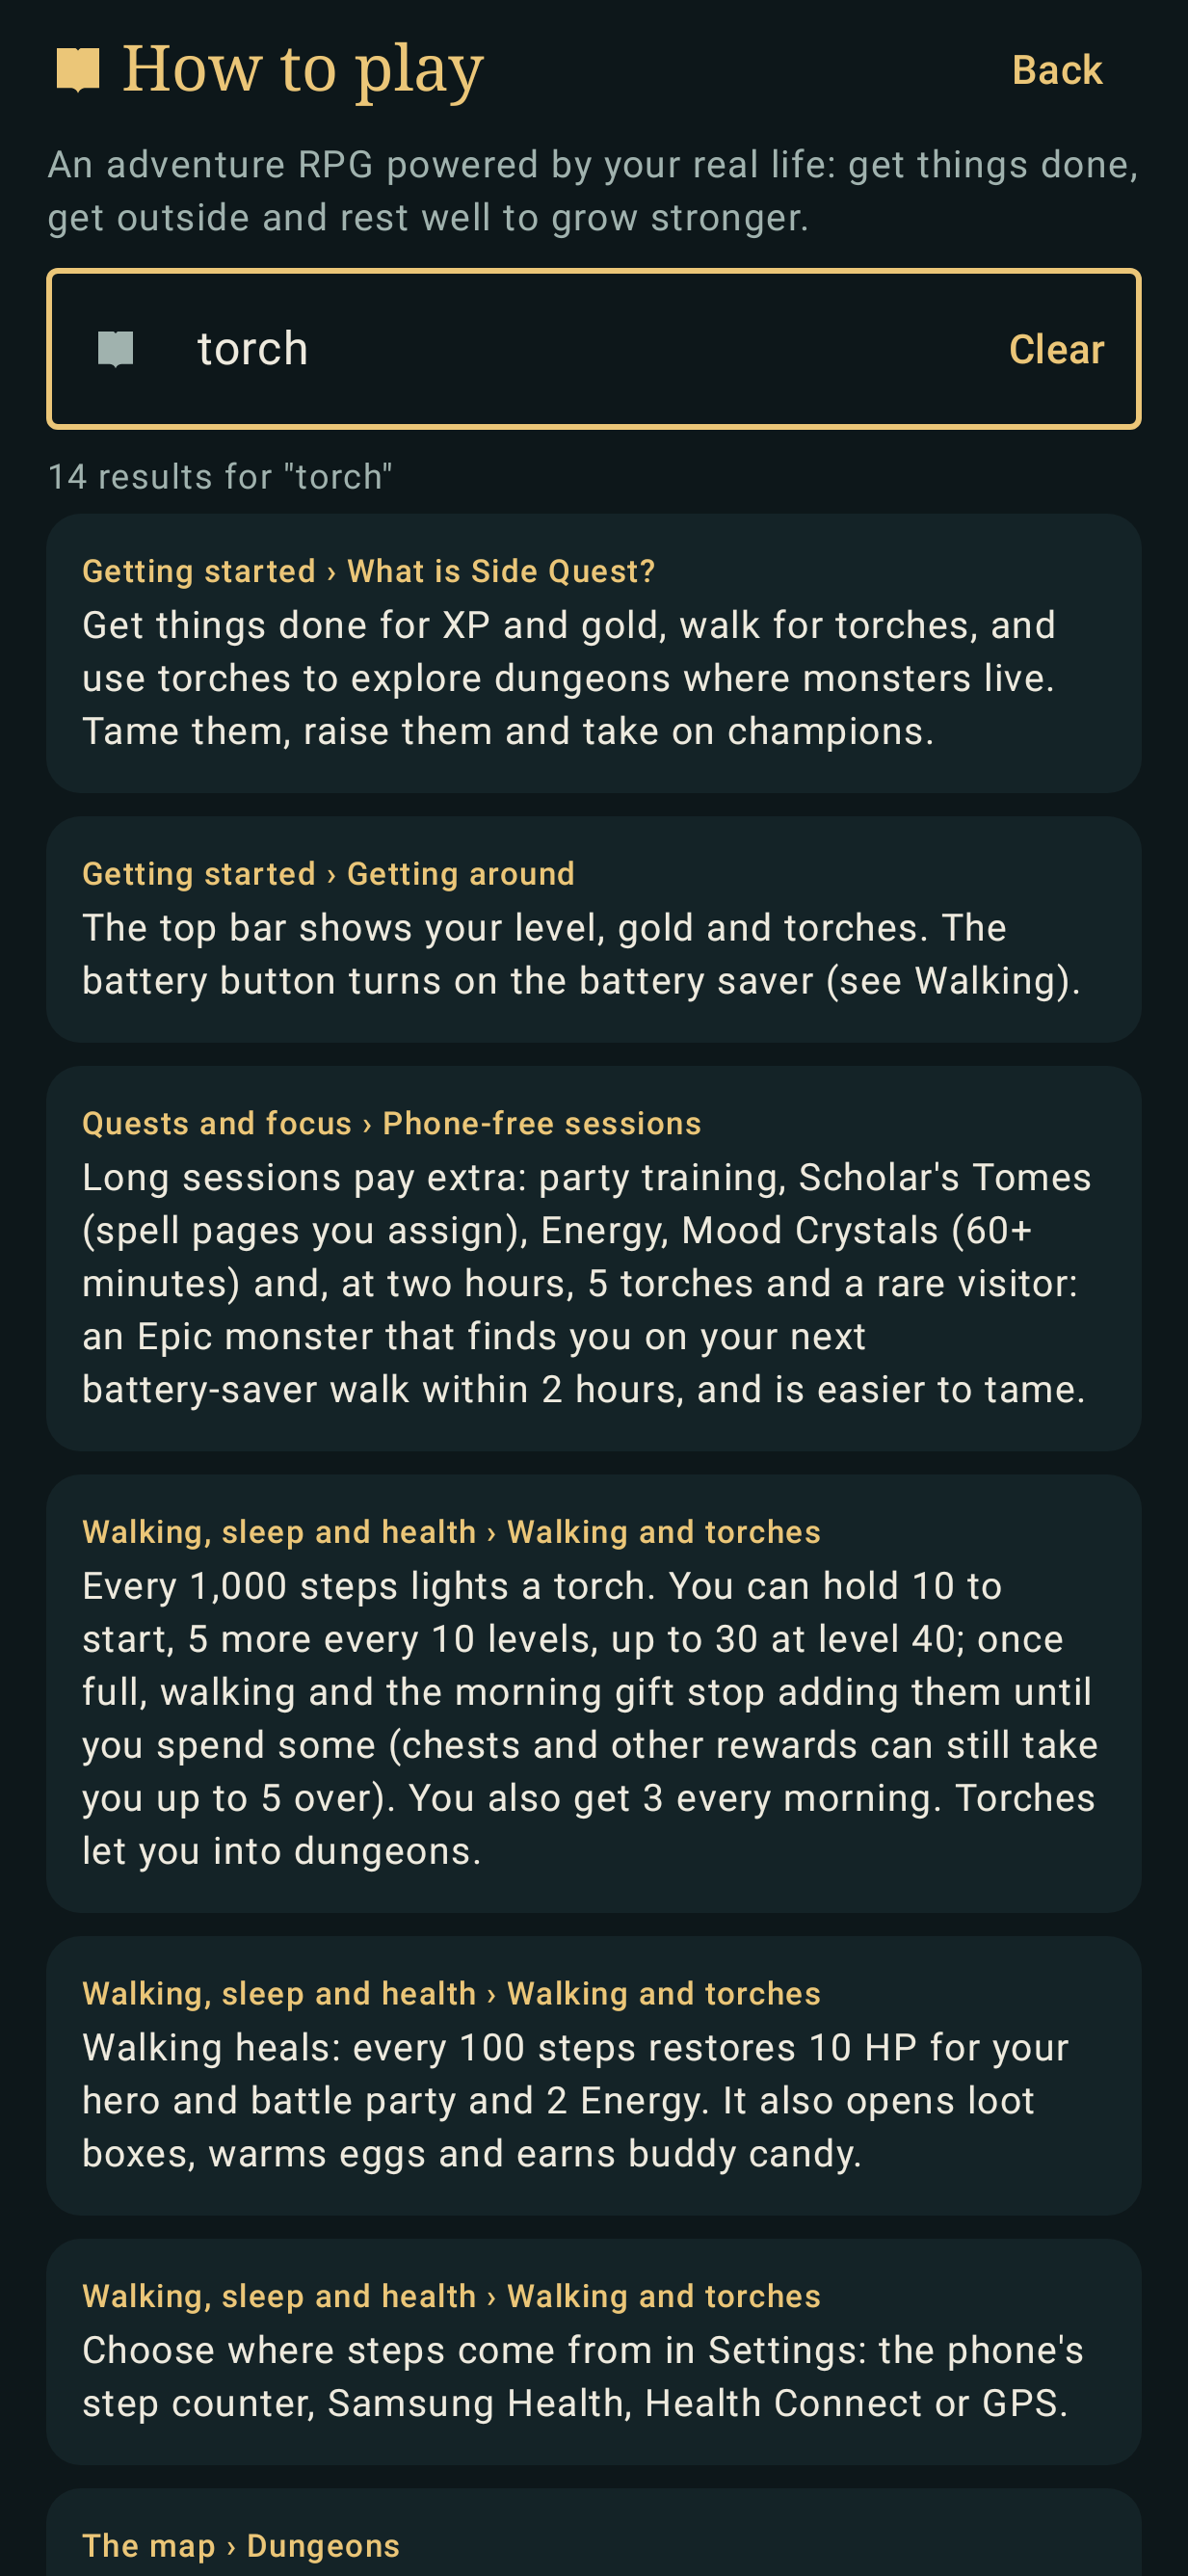 How to play
Back
An adventure RPG powered by your real life: get things done,
get outside and rest well to grow stronger.
torch
Clear
14 results for "torch"
Getting started › What is Side Quest?
Get things done for XP and gold, walk for torches, and
use torches to explore dungeons where monsters live.
Tame them, raise them and take on champions.
Getting started › Getting around
The top bar shows your level, gold and torches. The
battery button turns on the battery saver (see Walking).
Quests and focus › Phone-free sessions
Long sessions pay extra: party training, Scholar's Tomes
(spell pages you assign), Energy, Mood Crystals (60+
minutes) and, at two hours, 5 torches and a rare visitor:
an Epic monster that finds you on your next
battery-saver walk within 2 hours, and is easier to tame.
Walking, sleep and health › Walking and torches
Every 1,000 steps lights a torch. You can hold 10 to
start, 5 more every 10 levels, up to 30 at level 40; once
full, walking and the morning gift stop adding them until
you spend some (chests and other rewards can still take
you up to 5 over). You also get 3 every morning. Torches
let you into dungeons.
Walking, sleep and health › Walking and torches
Walking heals: every 100 steps restores 10 HP for your
hero and battle party and 2 Energy. It also opens loot
boxes, warms eggs and earns buddy candy.
Walking, sleep and health › Walking and torches
Choose where steps come from in Settings: the phone's
step counter, Samsung Health, Health Connect or GPS.
The map › Dungeons